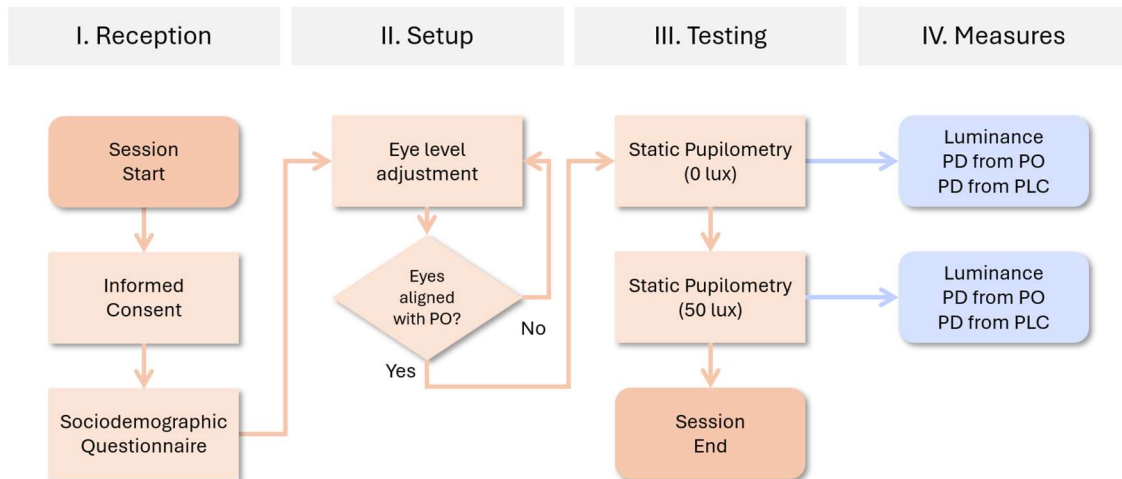 I. Reception
II. Setup
III. Testing
IV. Measures
Session
Start
Informed
Consent
Sociodemographic
Questionnaire
Eye level
adjustment
Eyes
aligned
with PO?
No
Yes
Static Pupilometry
(0 lux)
Static Pupilometry
(50 lux)
Session
End
Luminance
PD from PO
PD from PLC
Luminance
PD from PO
PD from PLC